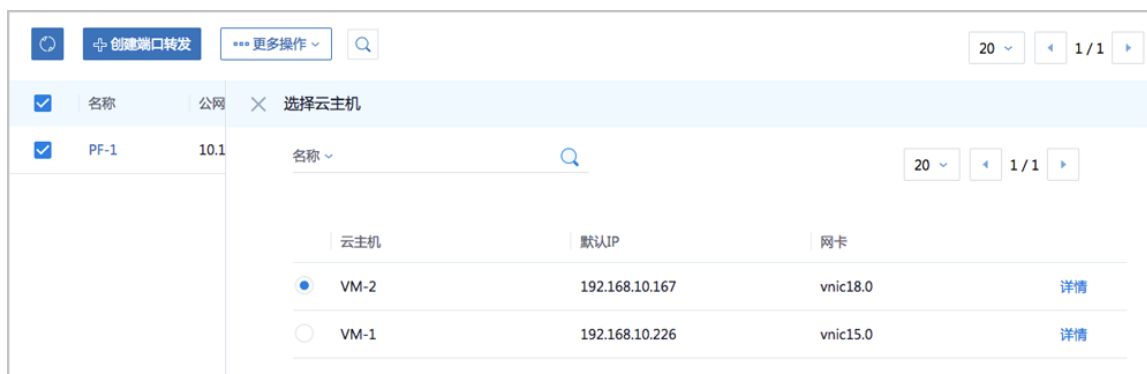 创建端口转发 更多操作 20 1 / 1
名称 公网 选择云主机
PF-1 10.1 名称 20 1 / 1
云主机 默认IP 网卡
VM-2 192.168.10.167 vnic18.0 详情
VM-1 192.168.10.226 vnic15.0 详情